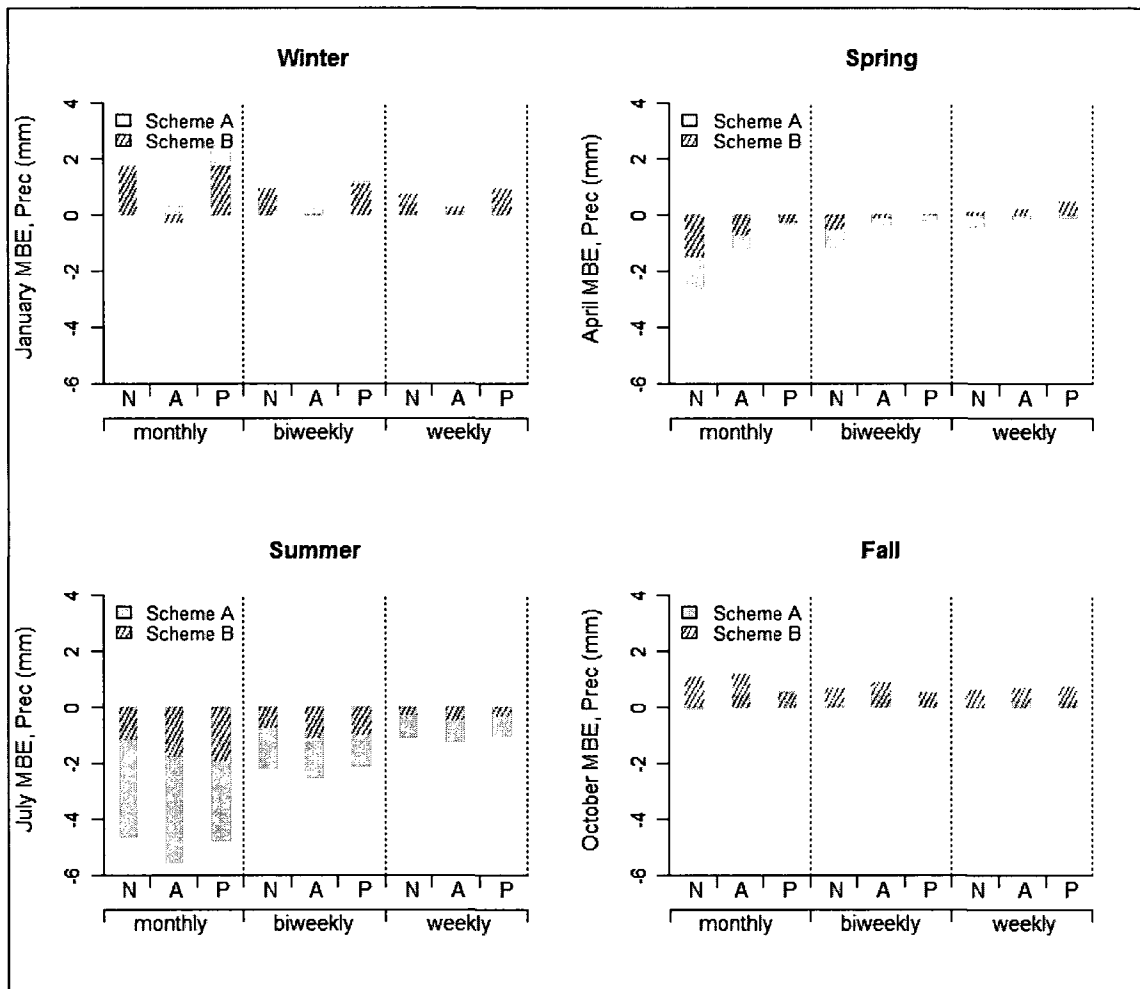 Winter
January MBE, Prec (mm)
4
2
0
-2
-4
-6
Scheme A
Scheme B
N A P N A P N A P
monthly biweekly weekly
Spring
April MBE, Prec (mm)
4
2
0
-2
-4
-6
Scheme A
Scheme B
N A P N A P N A P
monthly biweekly weekly
Summer
July MBE, Prec (mm)
4
2
0
-2
-4
-6
Scheme A
Scheme B
N A P N A P N A P
monthly biweekly weekly
Fall
October MBE, Prec (mm)
4
2
0
-2
-4
-6
Scheme A
Scheme B
N A P N A P N A P
monthly biweekly weekly